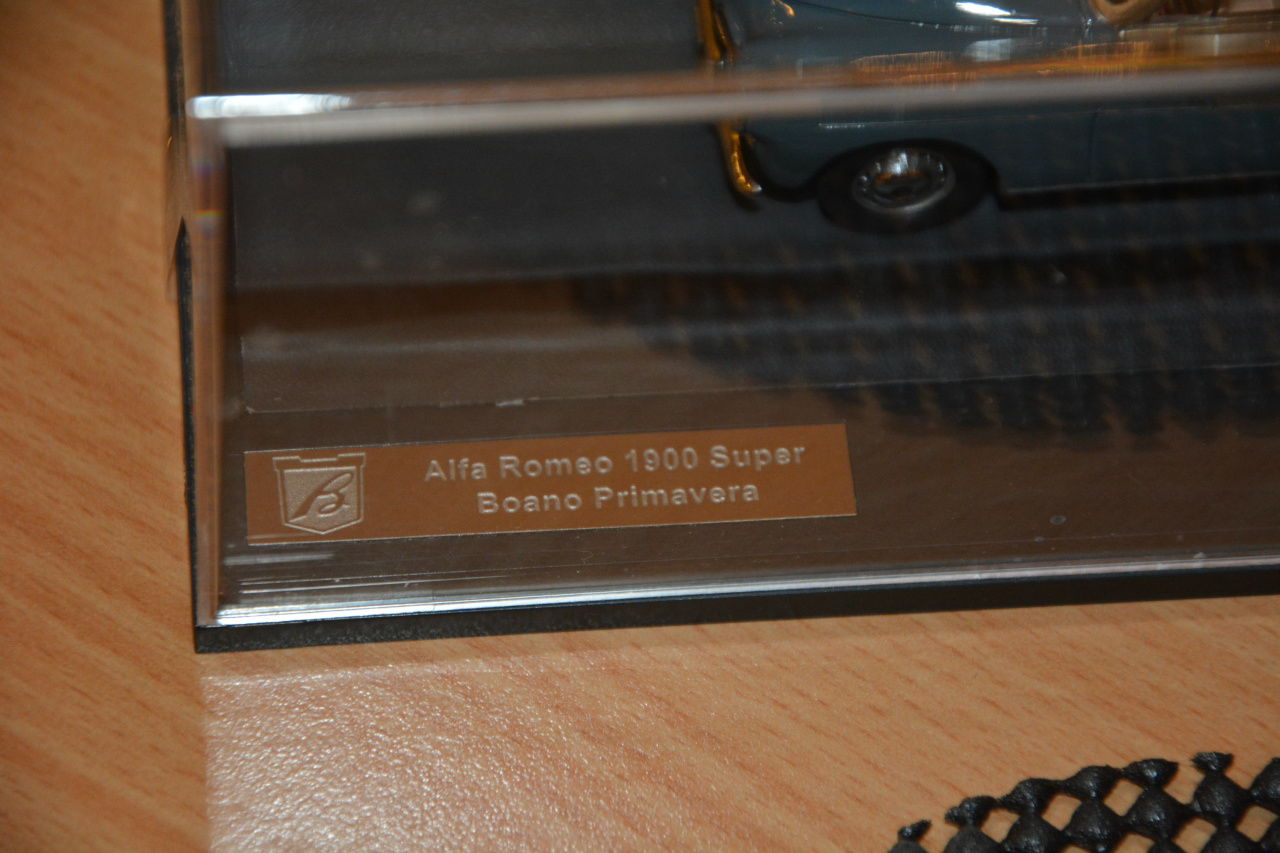 B
Alfa Romeo 1900 Super
Boano Primavera